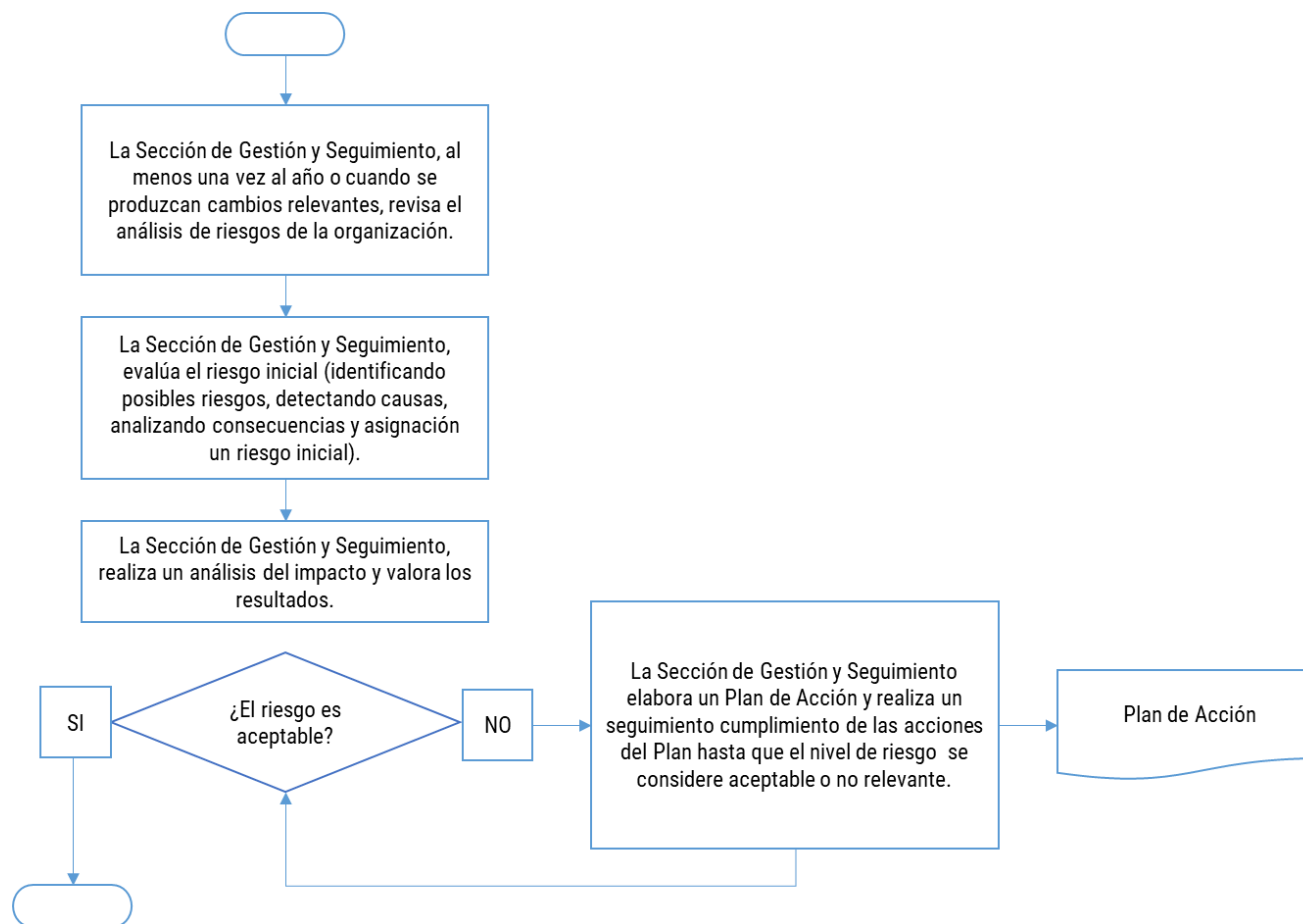 La Sección de Gestión y Seguimiento, al
menos una vez al año o cuando se
produzcan cambios relevantes, revisa el
análisis de riesgos de la organización.
La Sección de Gestión y Seguimiento,
evalúa el riesgo inicial (identificando
posibles riesgos, detectando causas,
analizando consecuencias y asignación
un riesgo inicial).
La Sección de Gestión y Seguimiento,
realiza un análisis del impacto y valora los
resultados.
SI
¿El riesgo es
aceptable?
NO
La Sección de Gestión y Seguimiento
elabora un Plan de Acción y realiza un
seguimiento cumplimiento de las acciones
del Plan hasta que el nivel de riesgo se
considere aceptable o no relevante.
Plan de Acción